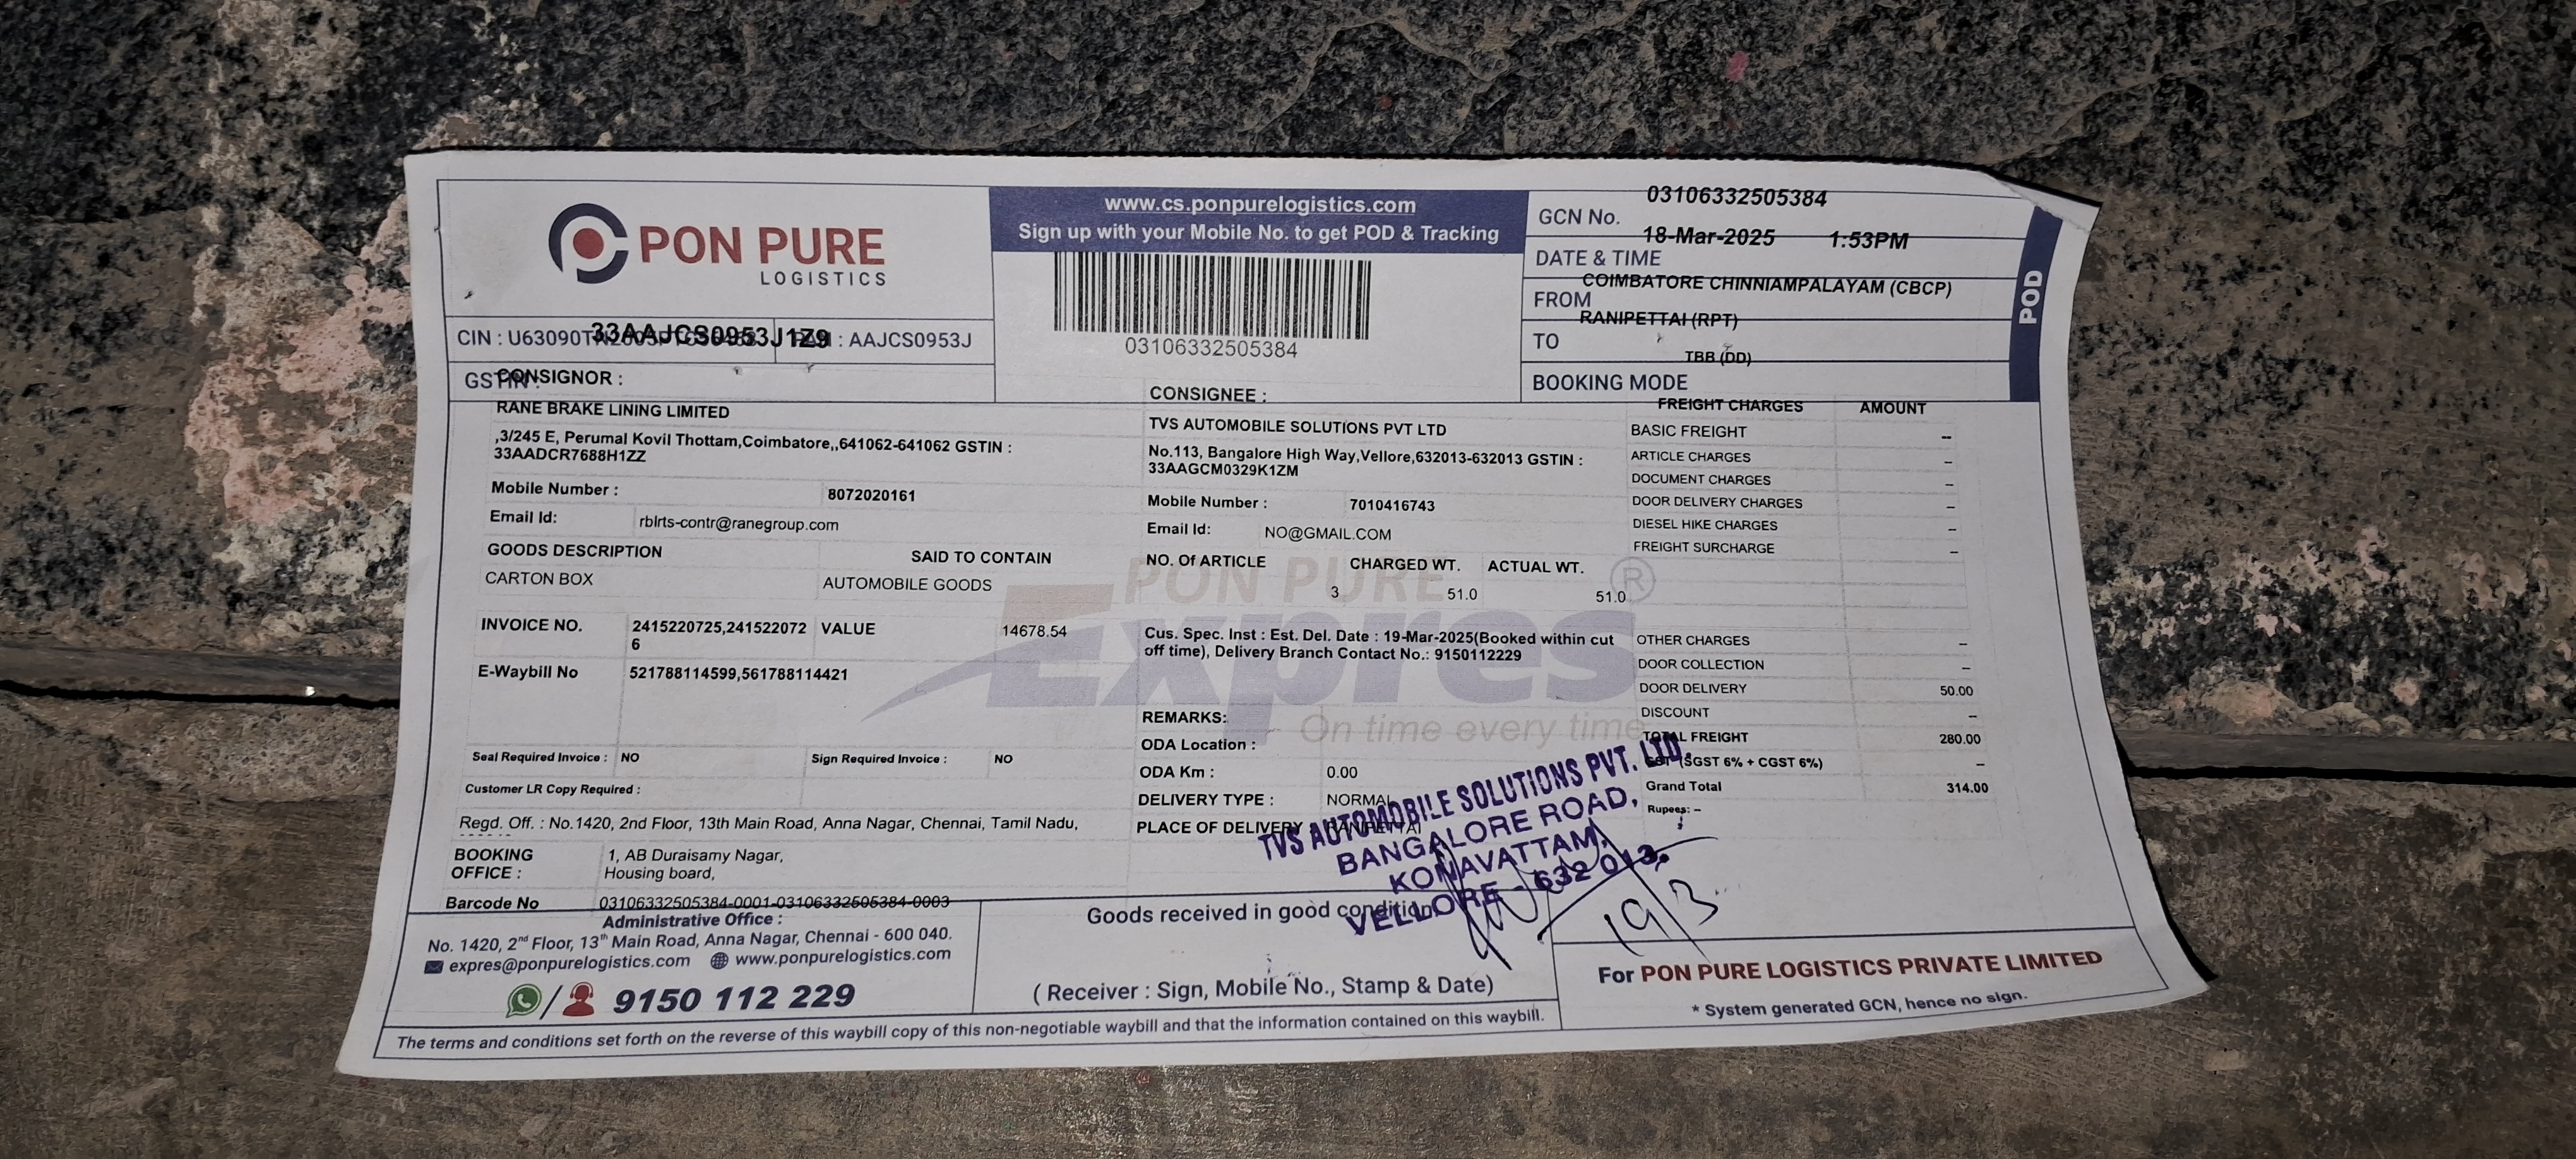 PON PURE
LOGISTICS
www.cs.ponpurelogistics.com
Sign up with your Mobile No. to get POD & Tracking
03106332505384
GCN No. 03106332505384
DATE & TIME 18-Mar-2025 1:53PM
FROM COIMBATORE CHINNIAMPALAYAM (CBCP)
TO RANIPETTAI (RPT)
BOOKING MODE TBB (DD)
POD
CIN : PAN : AAJCS0953J
GSTIN : 33AAJCS0953J1Z9
CONSIGNOR :
RANE BRAKE LINING LIMITED
,3/245 E, Perumal Kovil Thottam,Coimbatore,,641062-641062 GSTIN :
33AADCR7688H1ZZ
Mobile Number : 8072020161
Email Id: rblrts-contr@ranegroup.com
GOODS DESCRIPTION SAID TO CONTAIN
CARTON BOX AUTOMOBILE GOODS
INVOICE NO. 2415220725,241522072 VALUE 14678.54
6
E-Waybill No 521788114599,561788114421
Seal Required Invoice : NO Sign Required Invoice : NO
Customer LR Copy Required :
Regd. Off. : No.1420, 2nd Floor, 13th Main Road, Anna Nagar, Chennai, Tamil Nadu,
BOOKING 1, AB Duraisamy Nagar,
OFFICE : Housing board,
Barcode No 03106332505384-0001-03106332505384-0003
CONSIGNEE :
TVS AUTOMOBILE SOLUTIONS PVT LTD
No.113, Bangalore High Way,Vellore,632013-632013 GSTIN :
33AAGCM0329K1ZM
Mobile Number : 7010416743
Email Id: NO@GMAIL.COM
NO. Of ARTICLE CHARGED WT. ACTUAL WT.
3 51.0 51.0
PON PURE
Expres®
On time every time
Cus. Spec. Inst : Est. Del. Date : 19-Mar-2025(Booked within cut
off time), Delivery Branch Contact No.: 9150112229
REMARKS:
ODA Location :
ODA Km : 0.00
DELIVERY TYPE : NORMAL
PLACE OF DELIVERY : RANIPETTAI
FREIGHT CHARGES AMOUNT
BASIC FREIGHT --
ARTICLE CHARGES --
DOCUMENT CHARGES --
DOOR DELIVERY CHARGES --
DIESEL HIKE CHARGES --
FREIGHT SURCHARGE --
OTHER CHARGES --
DOOR COLLECTION --
DOOR DELIVERY 50.00
DISCOUNT --
TOTAL FREIGHT 280.00
GST (SGST 6% + CGST 6%) --
Grand Total 314.00
Rupees: --
TVS AUTOMOBILE SOLUTIONS PVT. LTD.
BANGALORE ROAD,
KONAVATTAM,
VELLORE - 632 013.
19/3
Administrative Office :
No. 1420, 2nd Floor, 13th Main Road, Anna Nagar, Chennai - 600 040.
expres@ponpurelogistics.com www.ponpurelogistics.com
/ 9150 112 229
Goods received in good condition
( Receiver : Sign, Mobile No., Stamp & Date)
For PON PURE LOGISTICS PRIVATE LIMITED
* System generated GCN, hence no sign.
The terms and conditions set forth on the reverse of this waybill copy of this non-negotiable waybill and that the information contained on this waybill.